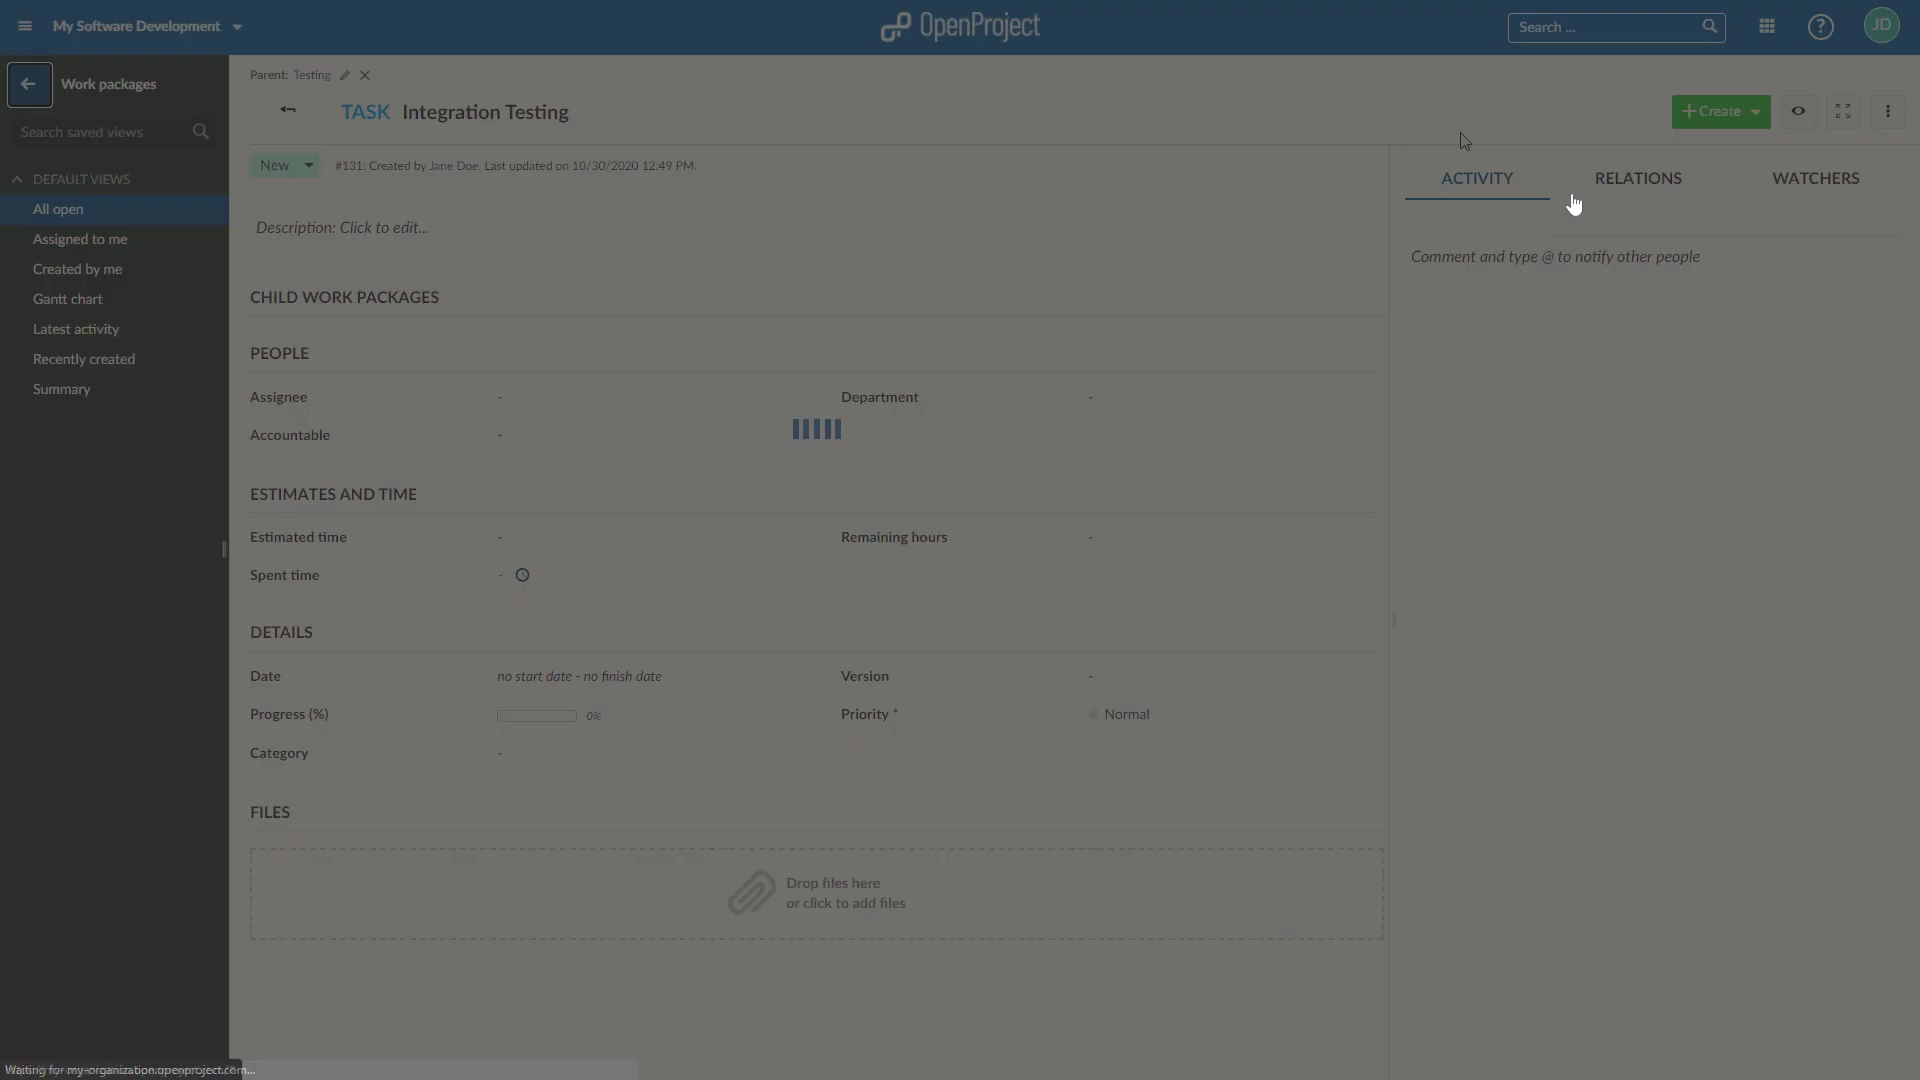 My Software Development
OpenProject
Search ...
?
JD
Work packages
Search saved views
DEFAULT VIEWS
All open
Assigned to me
Created by me
Gantt chart
Latest activity
Recently created
Summary
Parent: Testing
TASK Integration Testing
+ Create
New
#131: Created by Jane Doe. Last updated on 10/30/2020 12:49 PM.
Description: Click to edit...
CHILD WORK PACKAGES
PEOPLE
Assignee -
Department -
Accountable -
ESTIMATES AND TIME
Estimated time -
Remaining hours -
Spent time -
DETAILS
Date no start date - no finish date
Version -
Progress (%) 0%
Priority * Normal
Category -
FILES
Drop files here
or click to add files
ACTIVITY
RELATIONS
WATCHERS
Comment and type @ to notify other people
Waiting for my-organization.openproject.com...